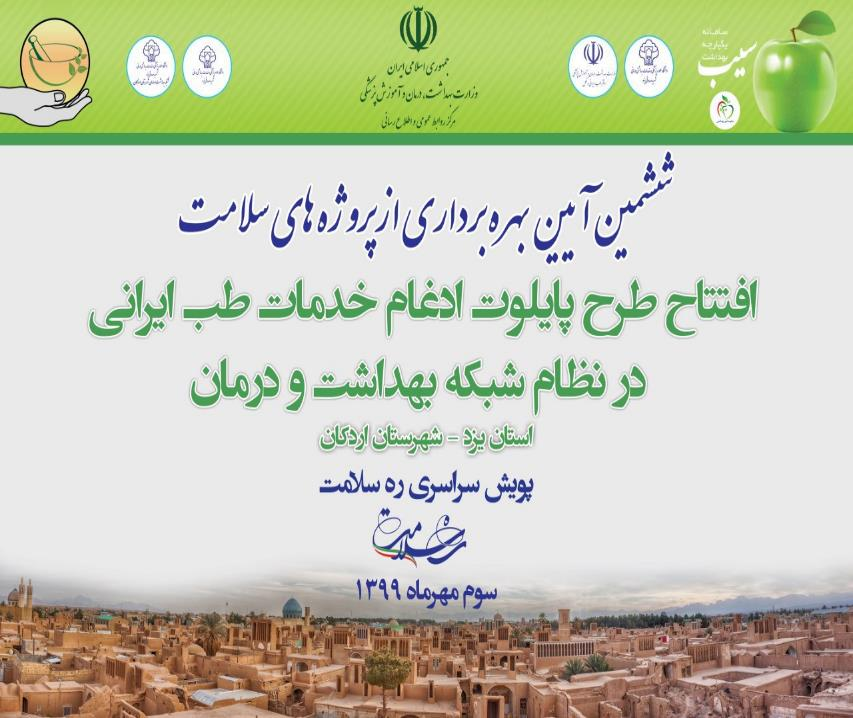 جمهوری اسلامی ایران
وزارت بهداشت، درمان و آموزش پزشکی
مرکز روابط عمومی و اطلاع رسانی
سامانه
یکپارچه
بهداشت
سیب
ششمین آیین بهره برداری از پروژه های سلامت
افتتاح طرح پایلوت ادغام خدمات طب ایرانی
در نظام شبکه بهداشت و درمان
استان یزد - شهرستان اردکان
پویش سراسری ره سلامت
ره سلامت
سوم مهرماه ۱۳۹۹